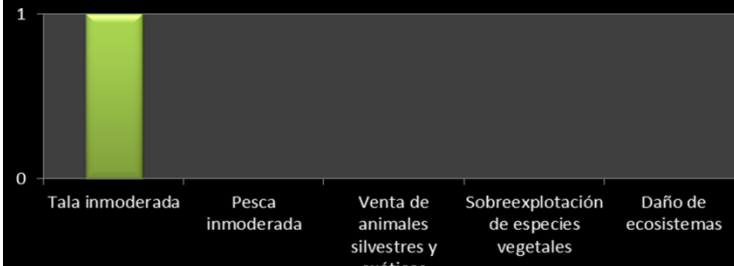 1
0
Tala inmoderada
Pesca
inmoderada
Venta de
animales
silvestres y
Sobreexplotación
de especies
vegetales
Daño de
ecosistemas